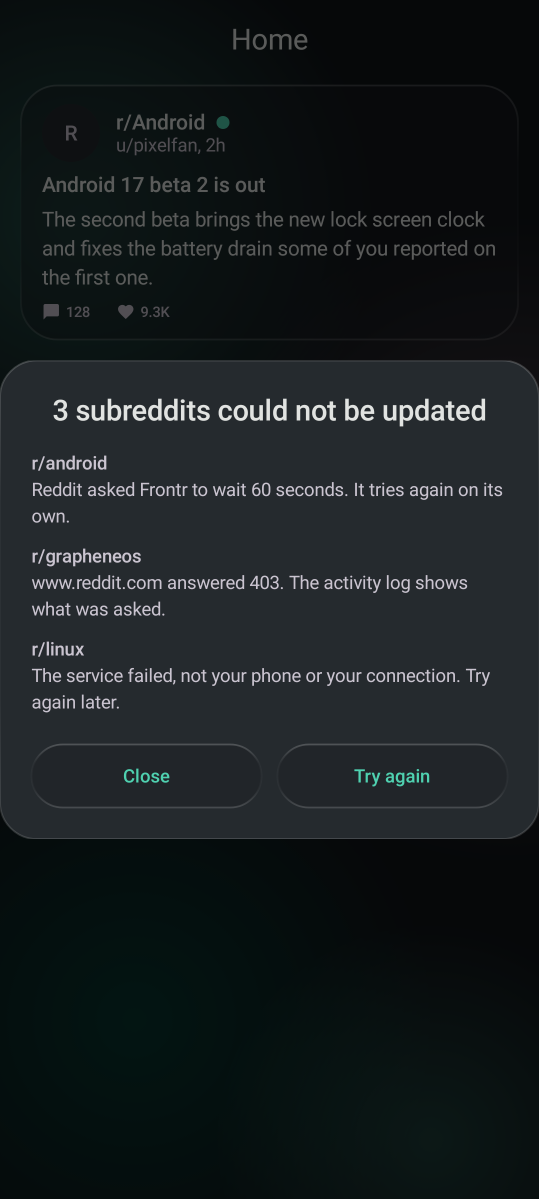 Home
R
r/Android
u/pixelfan, 2h
Android 17 beta 2 is out
The second beta brings the new lock screen clock
and fixes the battery drain some of you reported on
the first one.
128 9.3K
3 subreddits could not be updated
r/android
Reddit asked Frontr to wait 60 seconds. It tries again on its
own.
r/grapheneos
www.reddit.com answered 403. The activity log shows
what was asked.
r/linux
The service failed, not your phone or your connection. Try
again later.
Close Try again